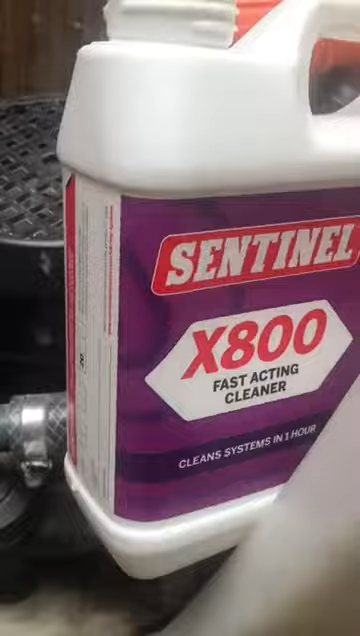 SENTINEL
X800
FAST ACTING
CLEANER
CLEANS SYSTEMS IN 1 HOUR